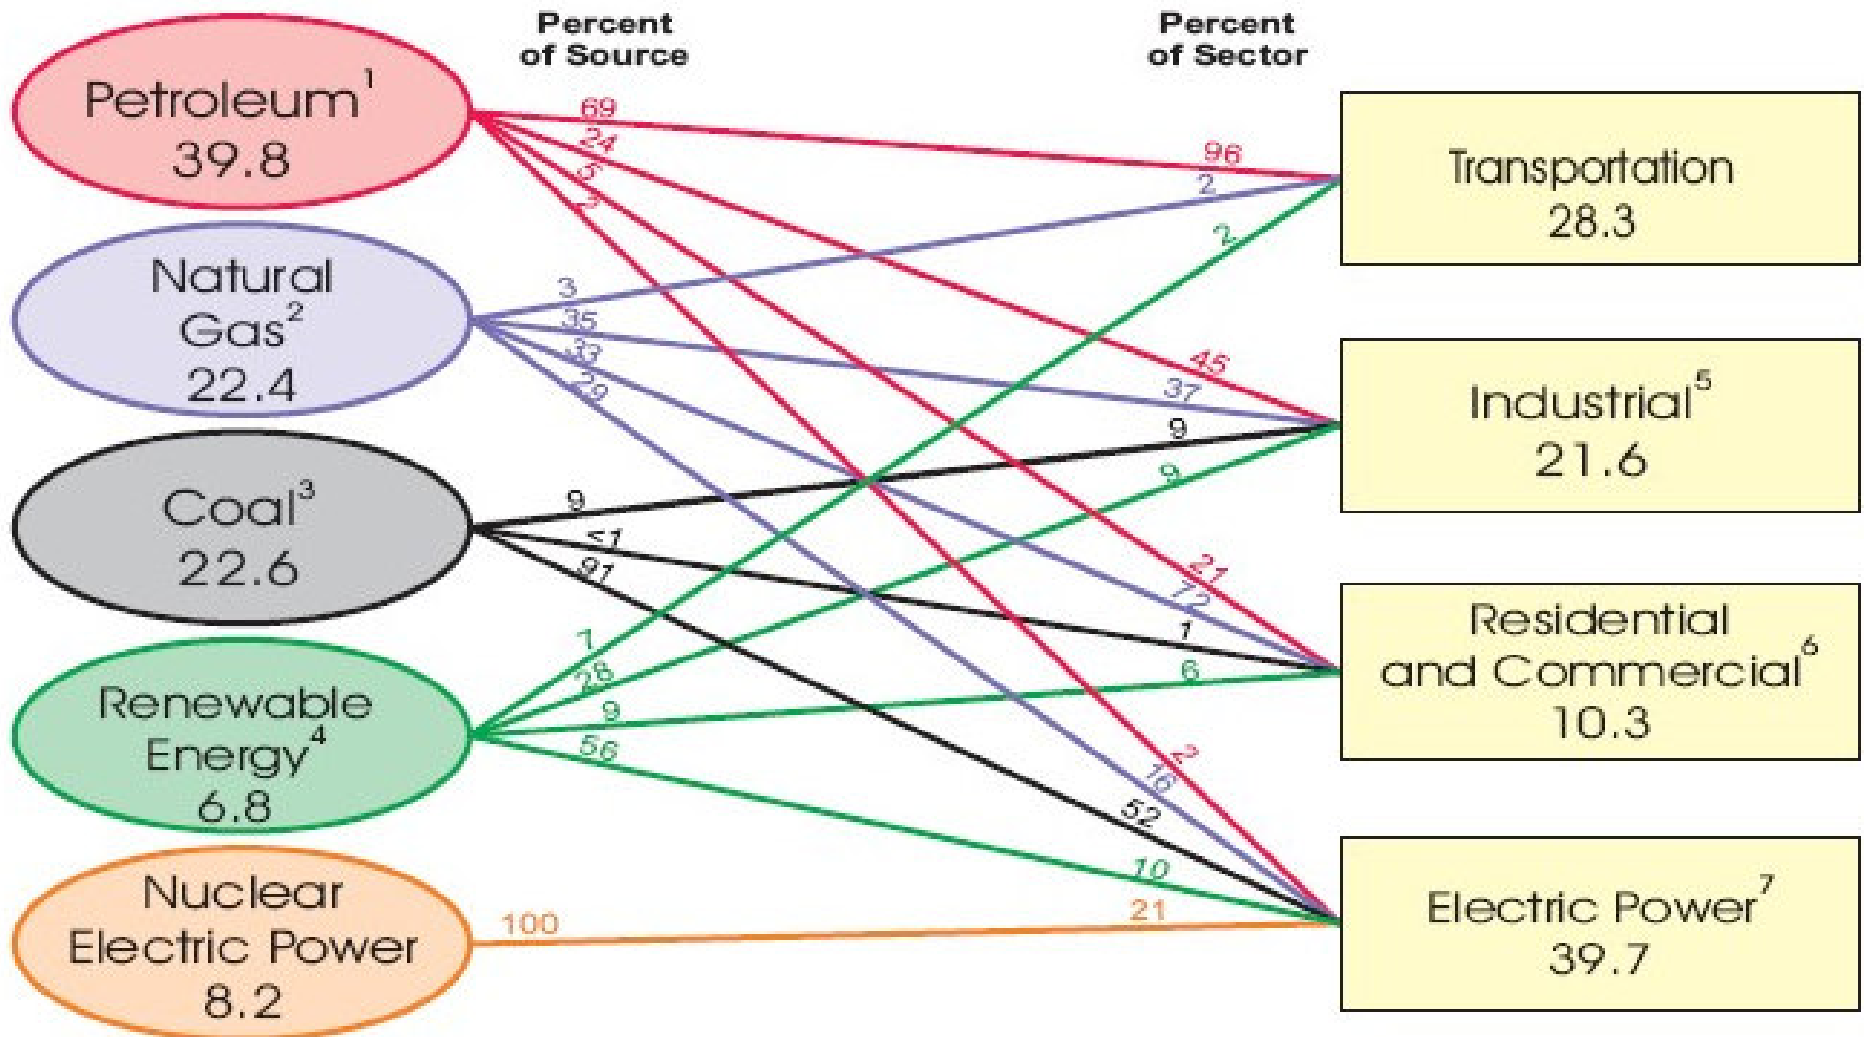 Percent
of Source
Percent
of Sector
Petroleum1
39.8
69
24
5
2
96
2
2
Transportation
28.3
Natural
Gas2
22.4
3
35
33
29
45
37
9
9
Industrial5
21.6
Coal3
22.6
9
<1
91
21
72
1
6
Residential
and Commercial6
10.3
Renewable
Energy4
6.8
7
28
9
56
2
16
52
10
21
Electric Power7
39.7
Nuclear
Electric Power
8.2
100